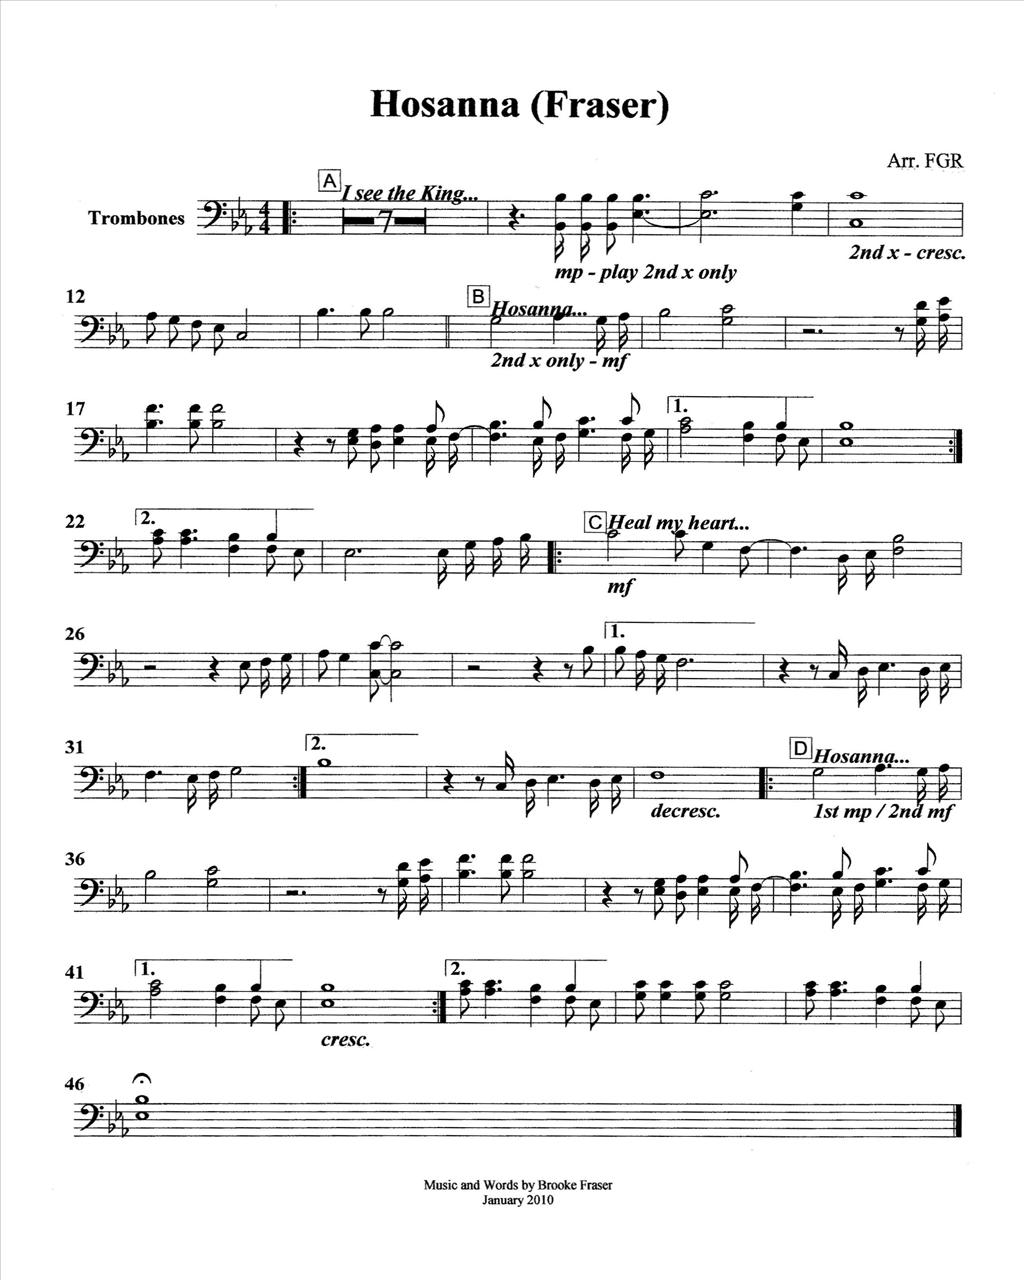 Hosanna (Fraser)
Arr. FGR
A
I see the King...
Trombones
7
mp - play 2nd x only
2nd x - cresc.
12
B
Hosanna...
2nd x only - mf
17
1.
22
2.
C
Heal my heart...
mf
26
1.
31
2.
decresc.
D
Hosanna...
1st mp / 2nd mf
36
41
1.
cresc.
2.
46
Music and Words by Brooke Fraser
January 2010